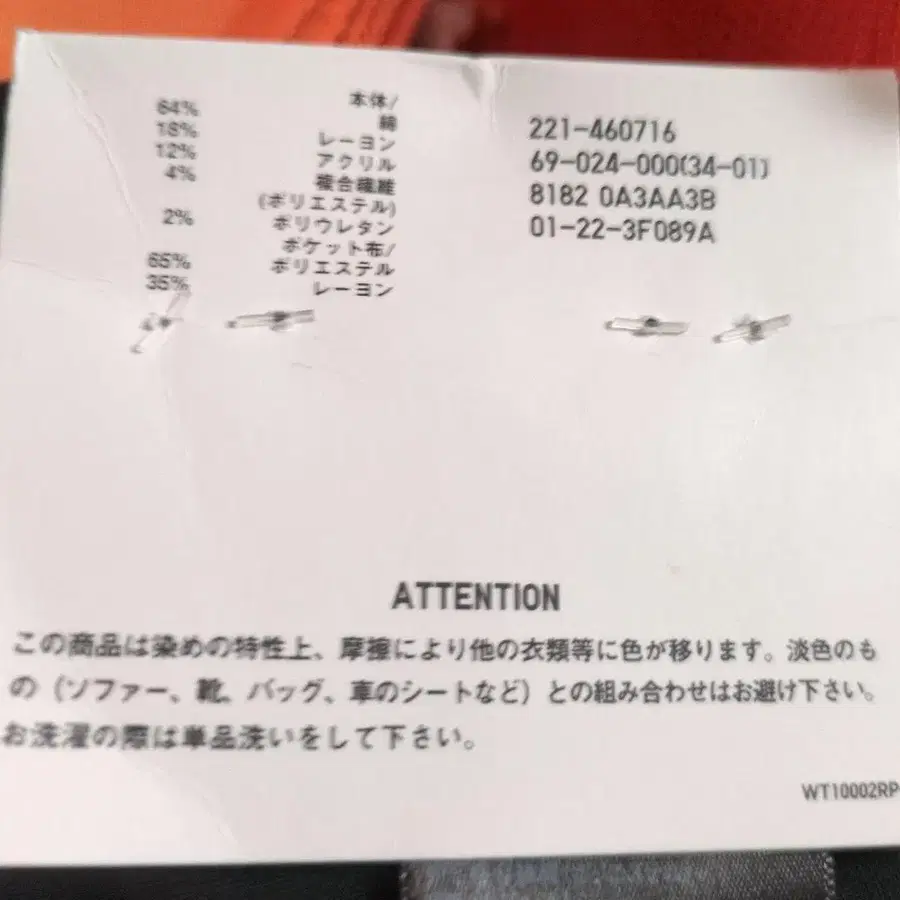 本体/
64% 綿
18% レーヨン
12% アクリル
4% 複合繊維
(ポリエステル)
2% ポリウレタン
ポケット布/
65% ポリエステル
35% レーヨン
221-460716
69-024-000(34-01)
8182 0A3AA3B
01-22-3F089A
ATTENTION
この商品は染めの特性上、摩擦により他の衣類等に色が移ります。淡色のも
の（ソファー、靴、バッグ、車のシートなど）との組み合わせはお避け下さい。
お洗濯の際は単品洗いをして下さい。
WT10002RP